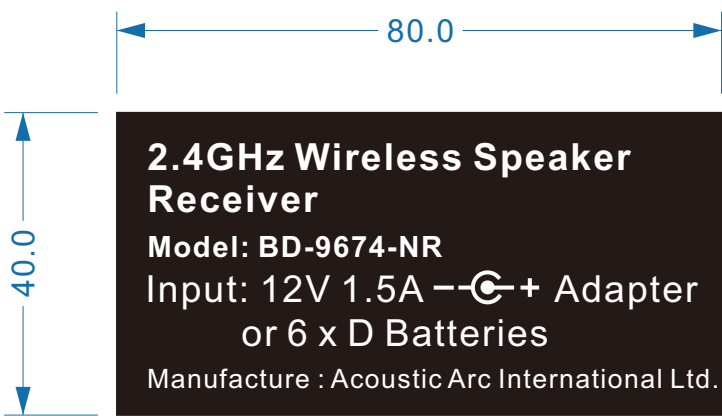 80.0
40.0
2.4GHz Wireless Speaker
Receiver
Model: BD-9674-NR
Input: 12V 1.5A - + Adapter
or 6 x D Batteries
Manufacture : Acoustic Arc International Ltd.